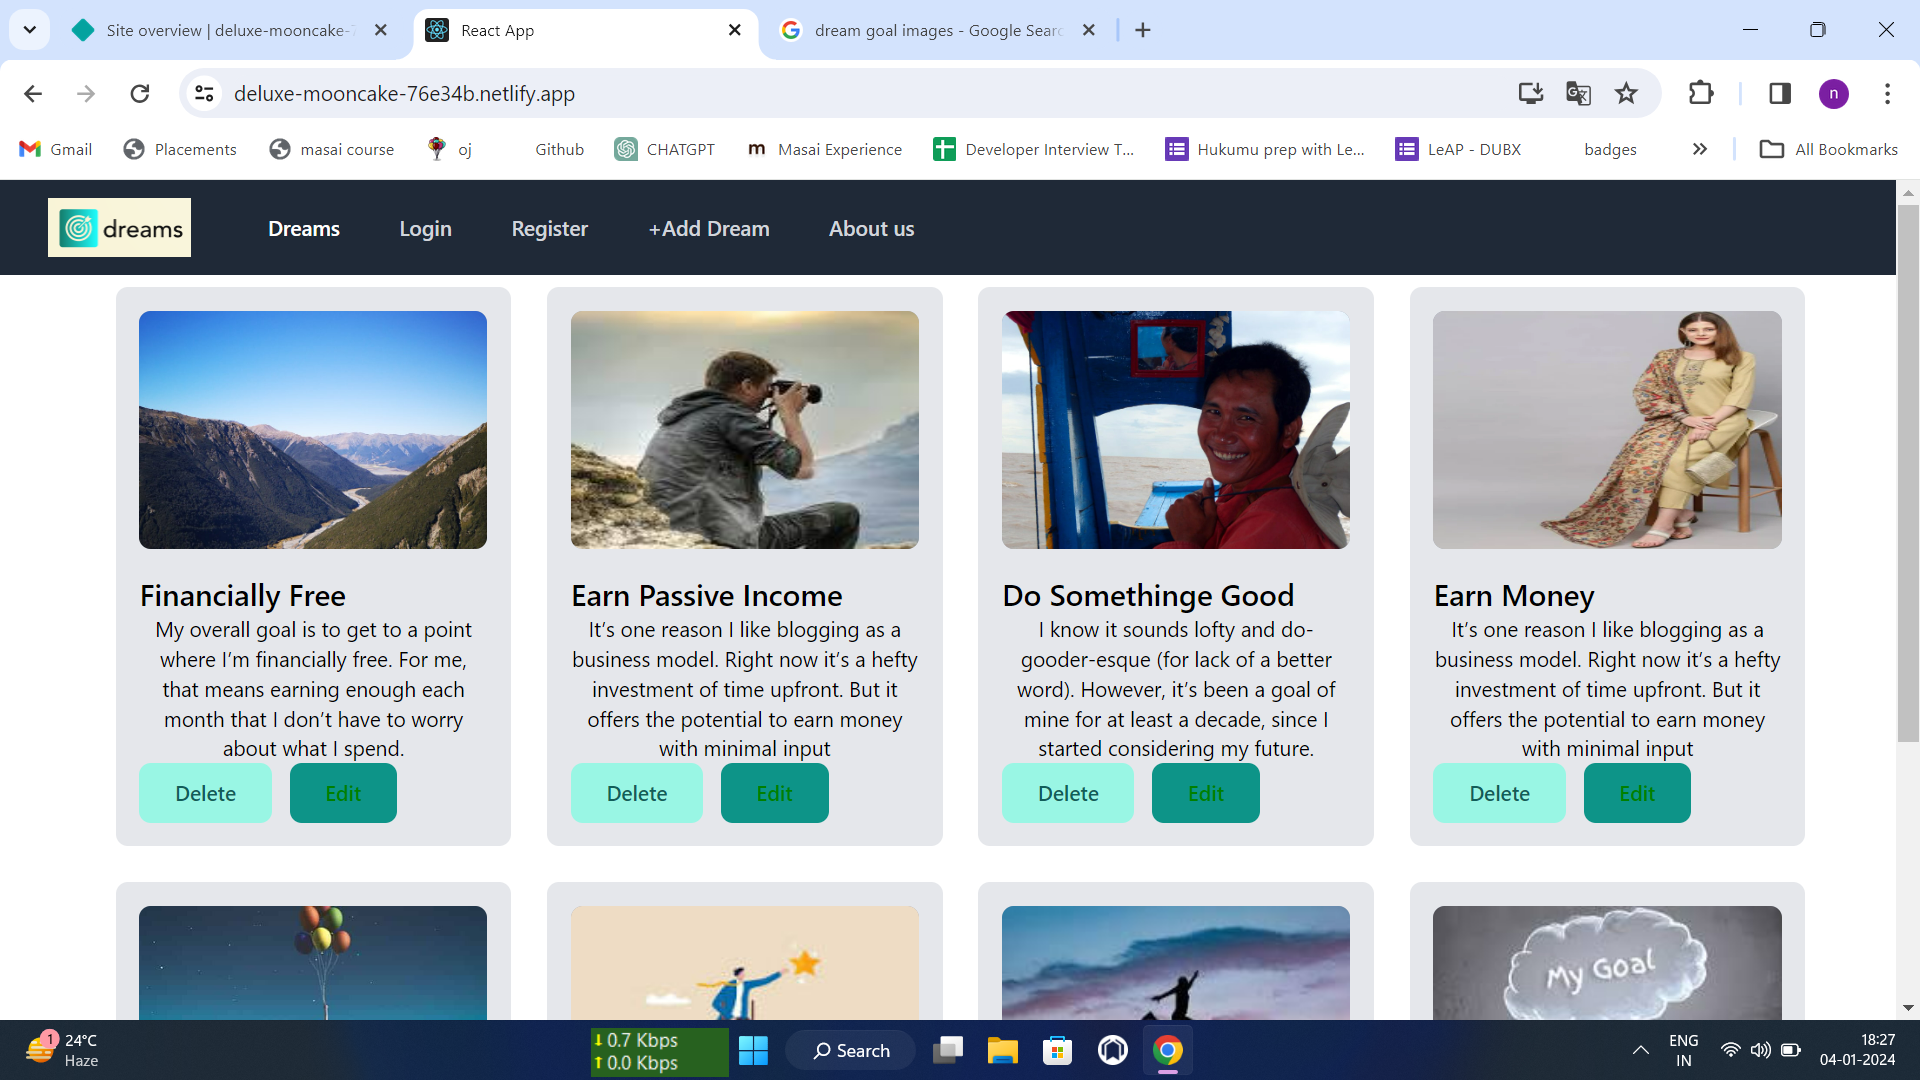 Site overview | deluxe-mooncake-7
React App
dream goal images - Google Searc
deluxe-mooncake-76e34b.netlify.app
n
Gmail
Placements
masai course
oj
Github
CHATGPT
Masai Experience
Developer Interview T...
Hukumu prep with Le...
LeAP - DUBX
badges
All Bookmarks
dreams
Dreams
Login
Register
+Add Dream
About us
Financially Free
My overall goal is to get to a point
where I’m financially free. For me,
that means earning enough each
month that I don’t have to worry
about what I spend.
Delete
Edit
Earn Passive Income
It’s one reason I like blogging as a
business model. Right now it’s a hefty
investment of time upfront. But it
offers the potential to earn money
with minimal input
Delete
Edit
Do Somethinge Good
I know it sounds lofty and do-
gooder-esque (for lack of a better
word). However, it’s been a goal of
mine for at least a decade, since I
started considering my future.
Delete
Edit
Earn Money
It’s one reason I like blogging as a
business model. Right now it’s a hefty
investment of time upfront. But it
offers the potential to earn money
with minimal input
Delete
Edit
My Goal
1
24°C
Haze
0.7 Kbps
0.0 Kbps
Search
ENG
IN
18:27
04-01-2024